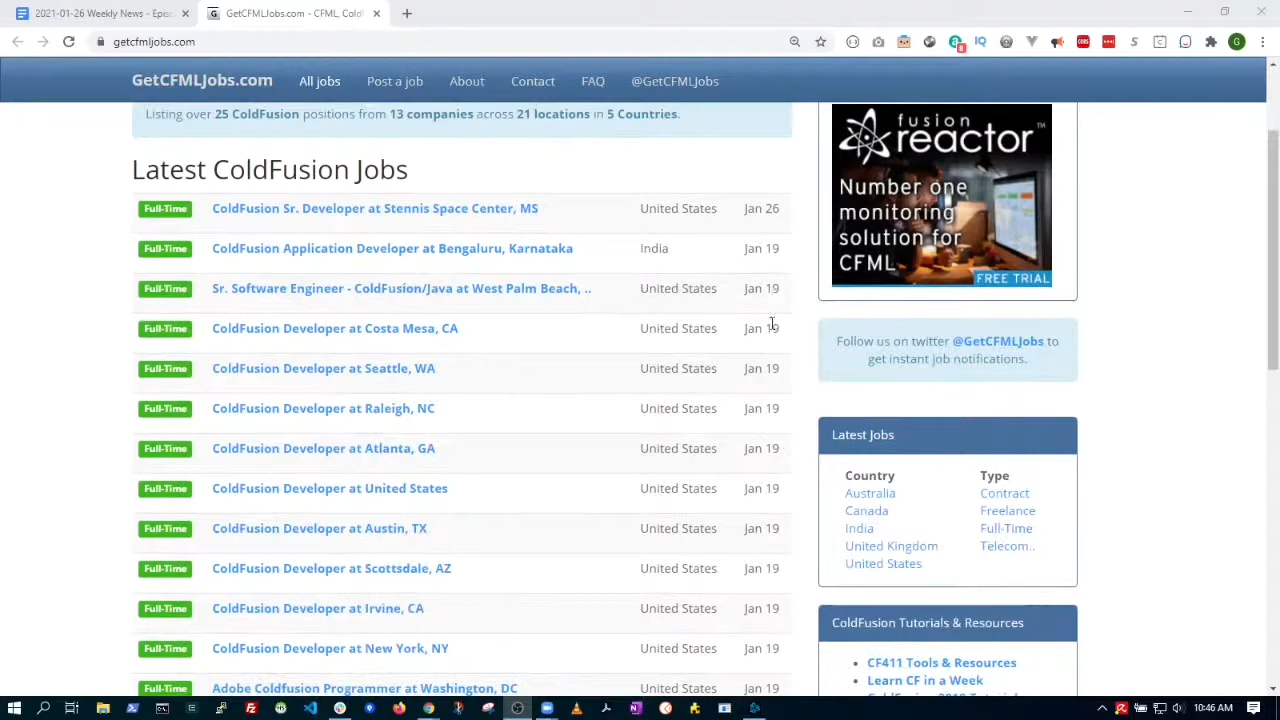 2021-01-26 Weekly News - Epis
GetCFMLJobs.com - CFML, Cold
getcfmljobs.com
GetCFMLJobs.com
All jobs
Post a job
About
Contact
FAQ
@GetCFMLJobs
Listing over 25 ColdFusion positions from 13 companies across 21 locations in 5 Countries.
Latest ColdFusion Jobs
Full-Time ColdFusion Sr. Developer at Stennis Space Center, MS United States Jan 26
Full-Time ColdFusion Application Developer at Bengaluru, Karnataka India Jan 19
Full-Time Sr. Software Engineer - ColdFusion/Java at West Palm Beach, .. United States Jan 19
Full-Time ColdFusion Developer at Costa Mesa, CA United States Jan 19
Full-Time ColdFusion Developer at Seattle, WA United States Jan 19
Full-Time ColdFusion Developer at Raleigh, NC United States Jan 19
Full-Time ColdFusion Developer at Atlanta, GA United States Jan 19
Full-Time ColdFusion Developer at United States United States Jan 19
Full-Time ColdFusion Developer at Austin, TX United States Jan 19
Full-Time ColdFusion Developer at Scottsdale, AZ United States Jan 19
Full-Time ColdFusion Developer at Irvine, CA United States Jan 19
Full-Time ColdFusion Developer at New York, NY United States Jan 19
Full-Time Adobe Coldfusion Programmer at Washington, DC United States Jan 19
fusion
reactor™
Number one
monitoring
solution for
CFML
FREE TRIAL
Follow us on twitter @GetCFMLJobs to
get instant job notifications.
Latest Jobs
Country Type
Australia Contract
Canada Freelance
India Full-Time
United Kingdom Telecom..
United States
ColdFusion Tutorials & Resources
CF411 Tools & Resources
Learn CF in a Week
10:46 AM